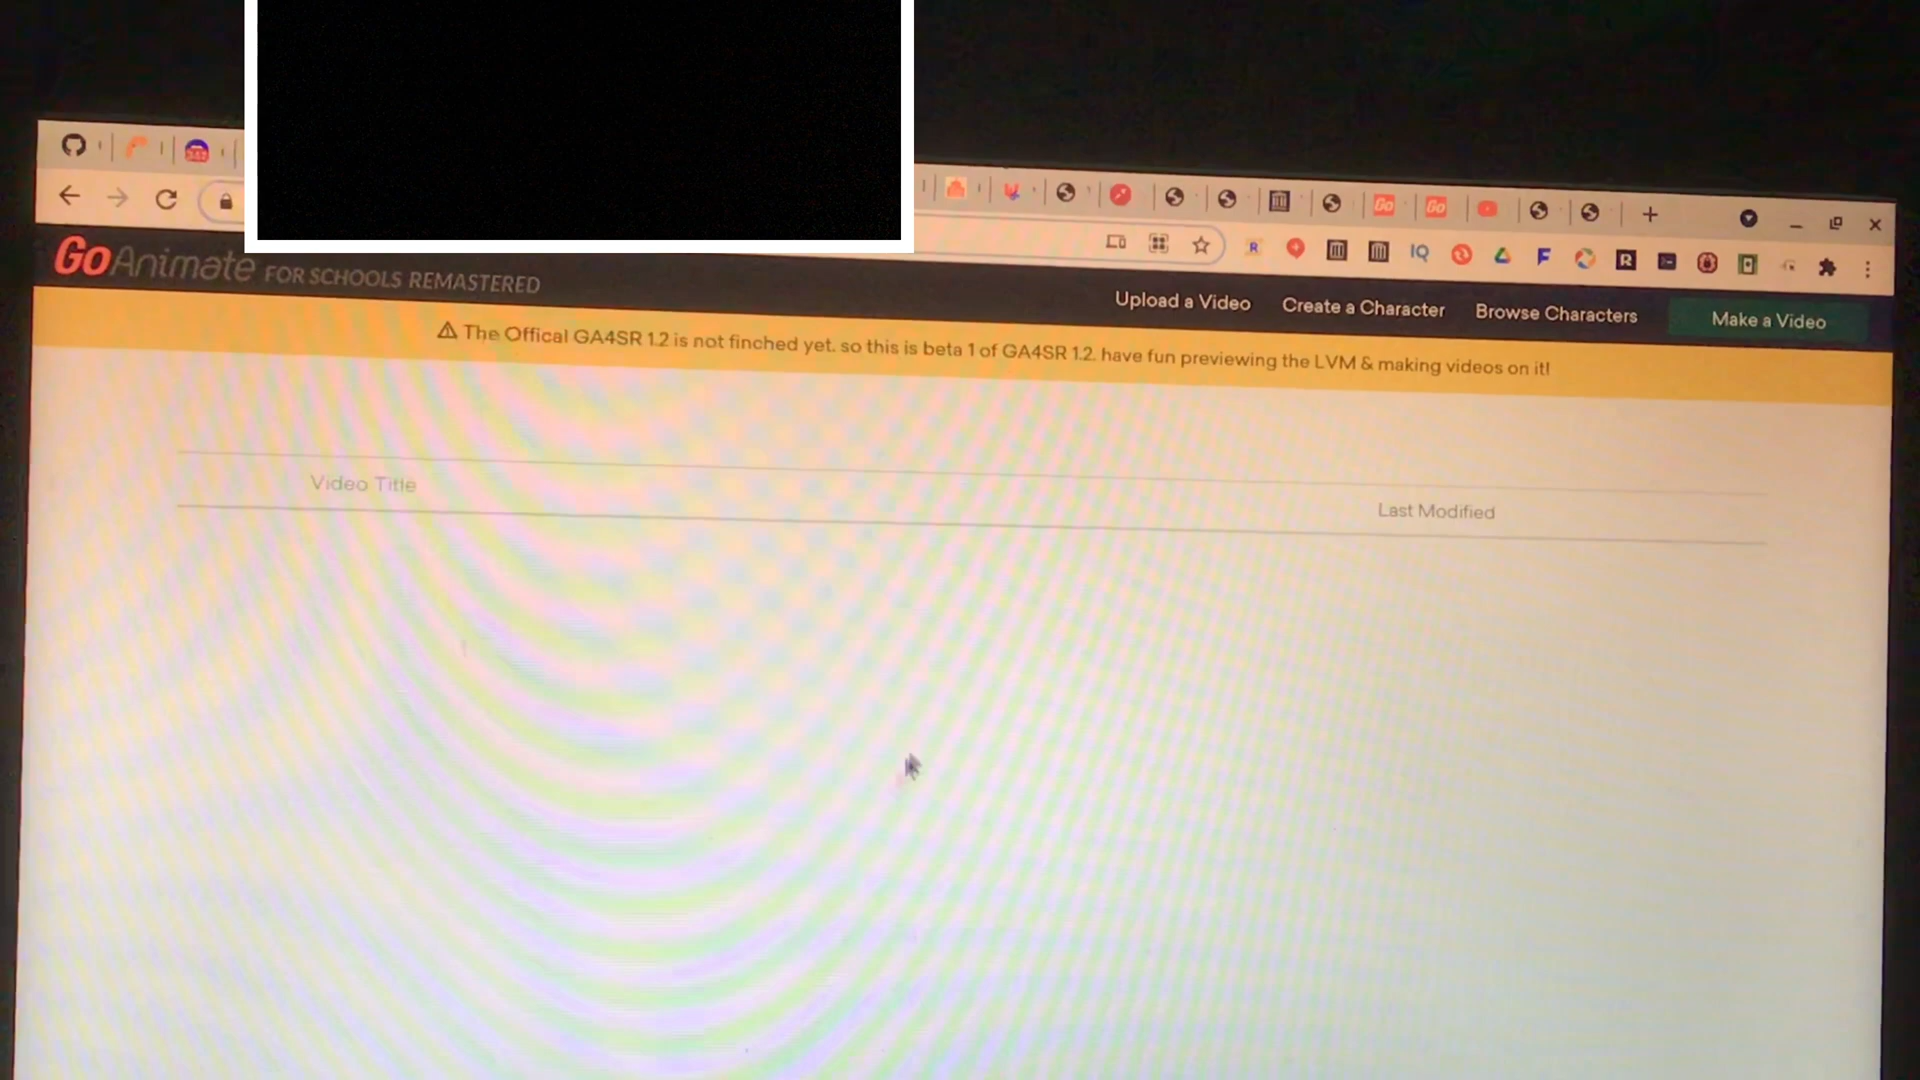 GoAnimate FOR SCHOOLS REMASTERED
Upload a Video Create a Character Browse Characters Make a Video
⚠ The Offical GA4SR 1.2 is not finched yet. so this is beta 1 of GA4SR 1.2. have fun previewing the LVM & making videos on it!
Video Title Last Modified